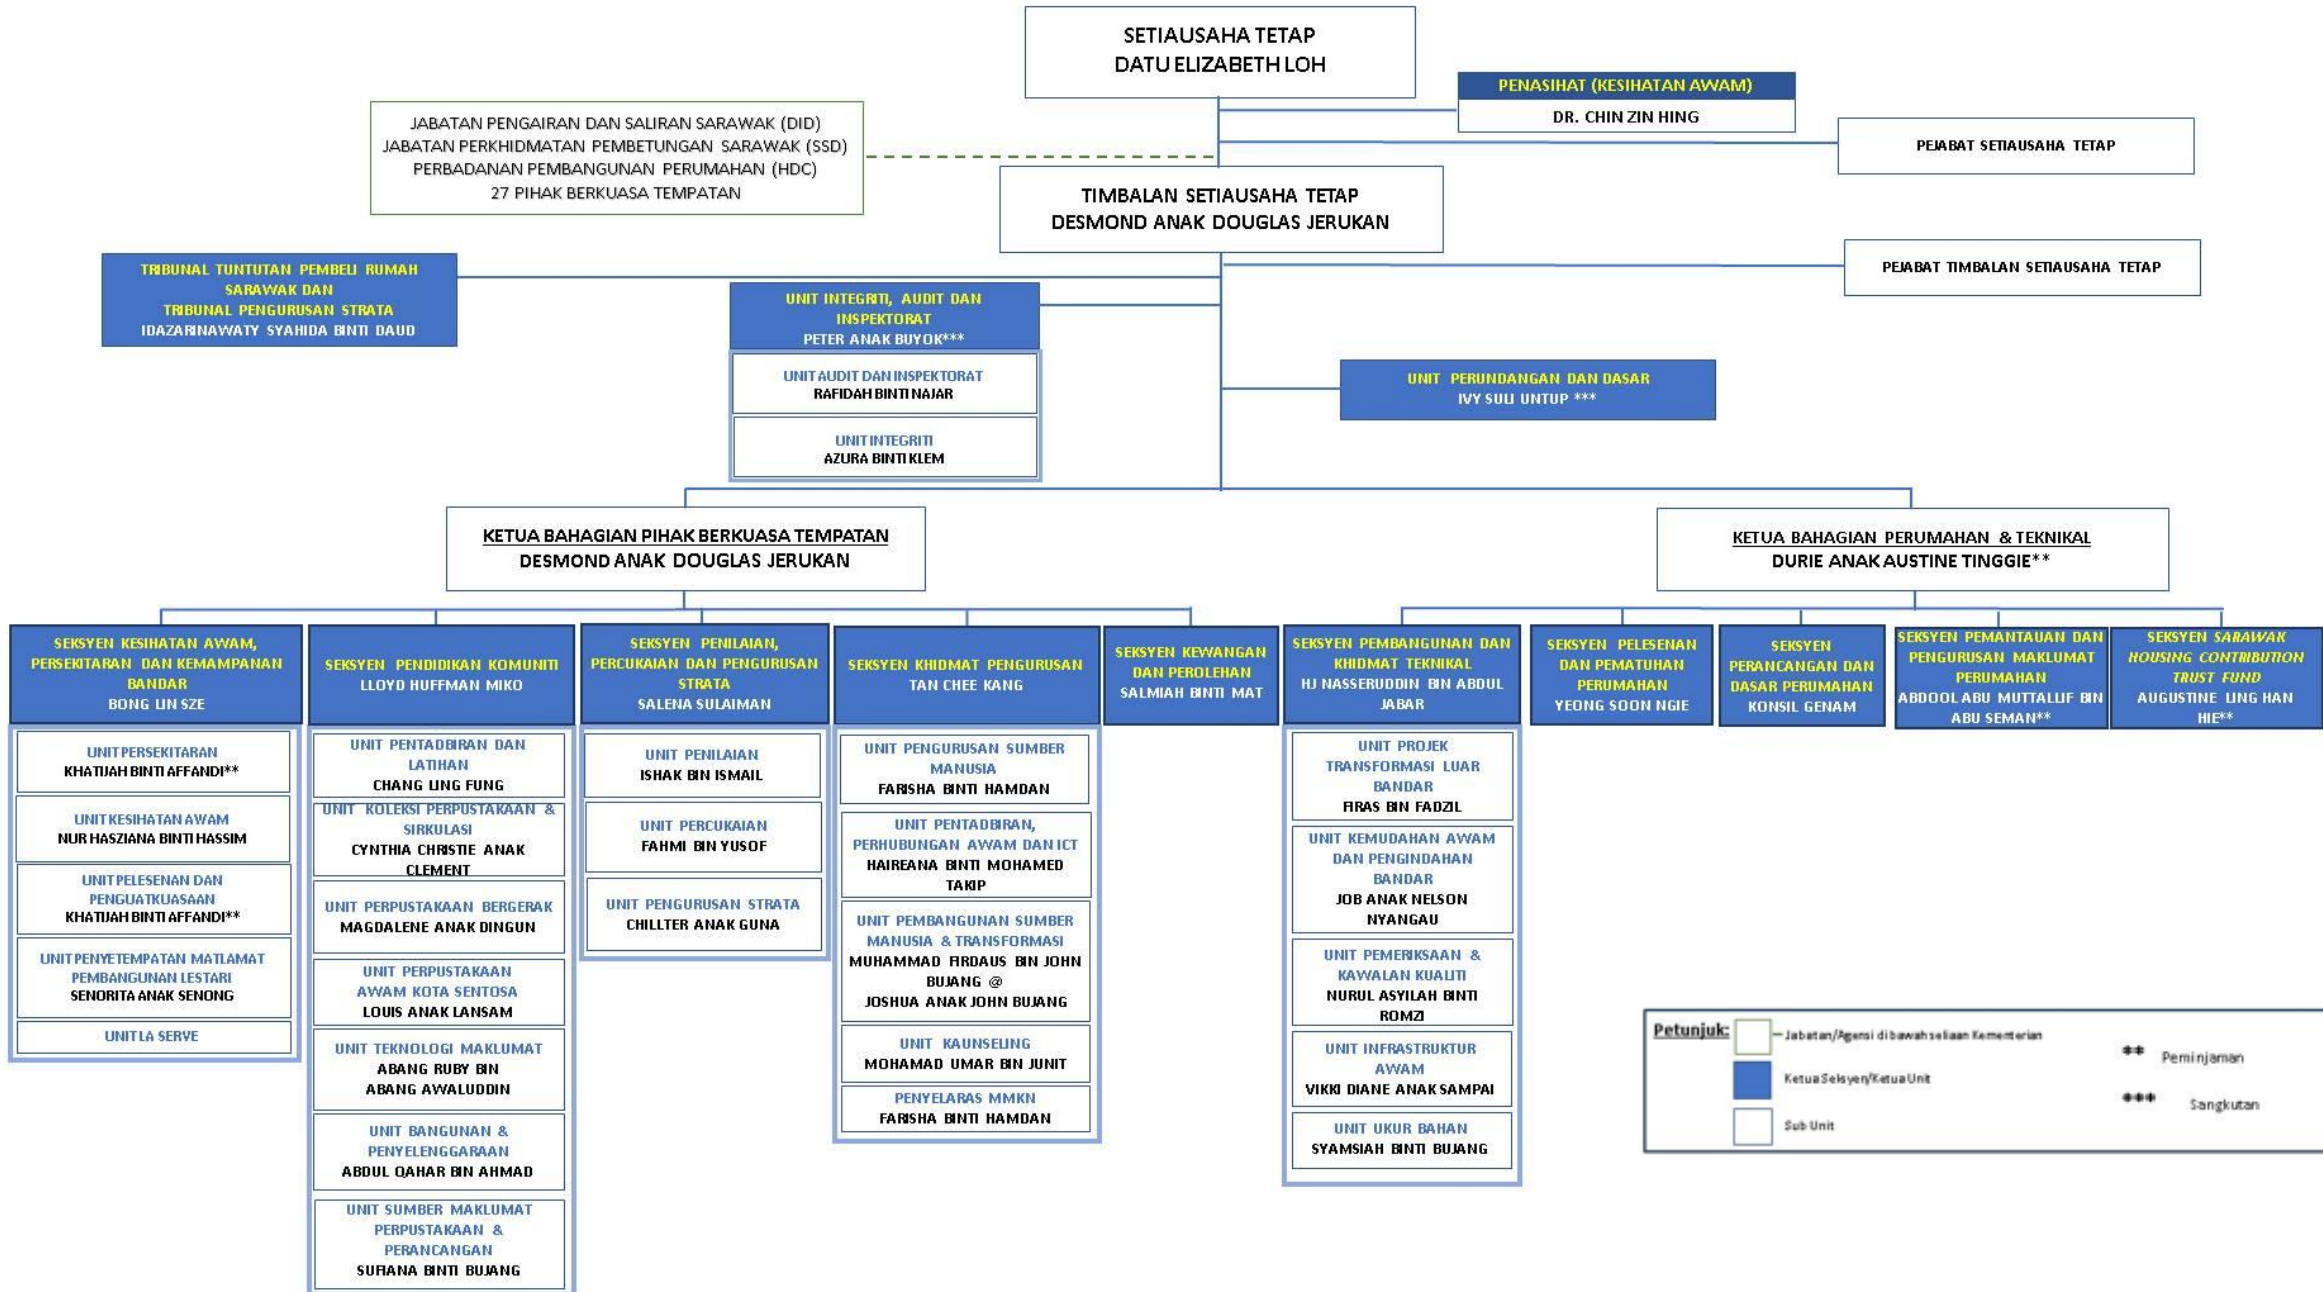 SETIAUSAHA TETAP
DATU ELIZABETH LOH
PENASIHAT (KESIHATAN AWAM)
DR. CHIN ZIN HING
JABATAN PENGAIRAN DAN SALIRAN SARAWAK (DID)
JABATAN PERKHIDMATAN PEMBETUNGAN SARAWAK (SSD)
PERBADANAN PEMBANGUNAN PERUMAHAN (HDC)
27 PIHAK BERKUASA TEMPATAN
PEJABAT SETIAUSAHA TETAP
TIMBALAN SETIAUSAHA TETAP
DESMOND ANAK DOUGLAS JERUKAN
PEJABAT TIMBALAN SETIAUSAHA TETAP
TRIBUNAL TUNTUTAN PEMBELI RUMAH
SARAWAK DAN
TRIBUNAL PENGURUSAN STRATA
IDAZARINAWATY SYAHIDA BINTI DAUD
UNIT INTEGRITI, AUDIT DAN
INSPEKTORAT
PETER ANAK BUYOK***
UNIT AUDIT DAN INSPEKTORAT
RAFIDAH BINTI NAJAR
UNIT INTEGRITI
AZURA BINTI KLEM
UNIT PERUNDANGAN DAN DASAR
IVY SULI UNTUP ***
KETUA BAHAGIAN PIHAK BERKUASA TEMPATAN
DESMOND ANAK DOUGLAS JERUKAN
KETUA BAHAGIAN PERUMAHAN & TEKNIKAL
DURIE ANAK AUSTINE TINGGIE**
SEKSYEN KESIHATAN AWAM,
PERSEKITARAN DAN KEMAMPANAN
BANDAR
BONG LIN SZE
UNIT PERSEKITARAN
KHATIJAH BINTI AFFANDI**
UNIT KESIHATAN AWAM
NUR HASZIANA BINTI HASSIM
UNIT PELESENAN DAN
PENGUATKUASAAN
KHATIJAH BINTI AFFANDI**
UNIT PENYETEMPATAN MATLAMAT
PEMBANGUNAN LESTARI
SENORITA ANAK SENONG
UNIT LA SERVE
SEKSYEN PENDIDIKAN KOMUNITI
LLOYD HUFFMAN MIKO
UNIT PENTADBIRAN DAN
LATIHAN
CHANG LING FUNG
UNIT KOLEKSI PERPUSTAKAAN &
SIRKULASI
CYNTHIA CHRISTIE ANAK
CLEMENT
UNIT PERPUSTAKAAN BERGERAK
MAGDALENE ANAK DINGUN
UNIT PERPUSTAKAAN
AWAM KOTA SENTOSA
LOUIS ANAK LANSAM
UNIT TEKNOLOGI MAKLUMAT
ABANG RUBY BIN
ABANG AWALUDDIN
UNIT BANGUNAN &
PENYELENGGARAAN
ABDUL QAHAR BIN AHMAD
UNIT SUMBER MAKLUMAT
PERPUSTAKAAN &
PERANCANGAN
SUFIANA BINTI BUJANG
SEKSYEN PENILAIAN,
PERCUKAIAN DAN PENGURUSAN
STRATA
SALENA SULAIMAN
UNIT PENILAIAN
ISHAK BIN ISMAIL
UNIT PERCUKAIAN
FAHMI BIN YUSOF
UNIT PENGURUSAN STRATA
CHILLTER ANAK GUNA
SEKSYEN KHIDMAT PENGURUSAN
TAN CHEE KANG
UNIT PENGURUSAN SUMBER
MANUSIA
FARISHA BINTI HAMDAN
UNIT PENTADBIRAN,
PERHUBUNGAN AWAM DAN ICT
HAIREANA BINTI MOHAMED
TAKIP
UNIT PEMBANGUNAN SUMBER
MANUSIA & TRANSFORMASI
MUHAMMAD FIRDAUS BIN JOHN
BUJANG @
JOSHUA ANAK JOHN BUJANG
UNIT KAUNSELING
MOHAMAD UMAR BIN JUNIT
PENYELARAS MMKN
FARISHA BINTI HAMDAN
SEKSYEN KEWANGAN
DAN PEROLEHAN
SALMIAH BINTI MAT
SEKSYEN PEMBANGUNAN DAN
KHIDMAT TEKNIKAL
HJ NASSERUDDIN BIN ABDUL
JABAR
UNIT PROJEK
TRANSFORMASI LUAR
BANDAR
FIRAS BIN FADZIL
UNIT KEMUDAHAN AWAM
DAN PENGINDAHAN
BANDAR
JOB ANAK NELSON
NYANGAU
UNIT PEMERIKSAAN &
KAWALAN KUALITI
NURUL ASYILAH BINTI
ROMZI
UNIT INFRASTRUKTUR
AWAM
VIKKI DIANE ANAK SAMPAI
UNIT UKUR BAHAN
SYAMSIAH BINTI BUJANG
SEKSYEN PELESENAN
DAN PEMATUHAN
PERUMAHAN
YEONG SOON NGIE
SEKSYEN
PERANCANGAN DAN
DASAR PERUMAHAN
KONSIL GENAM
SEKSYEN PEMANTAUAN DAN
PENGURUSAN MAKLUMAT
PERUMAHAN
ABDOOL ABU MUTTALLIF BIN
ABU SEMAN**
SEKSYEN SARAWAK
HOUSING CONTRIBUTION
TRUST FUND
AUGUSTINE LING HAN
HIE**
Petunjuk:
Jabatan/Agensi dibawah seliaan Kementerian
Ketua Seksyen/Ketua Unit
Sub Unit
** Peminjaman
*** Sangkutan